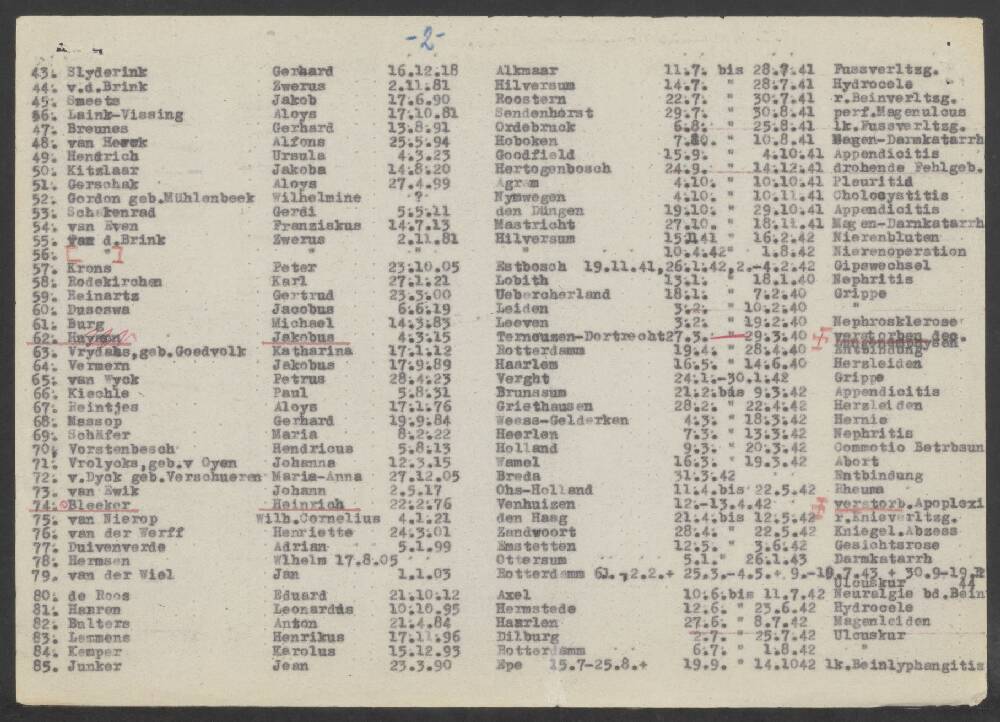 -2-
43. Slyderink Gerhard 16.12.18 Alkmaar 11.7. bis 28.7.41 Fussverltzg.
44. v.d.Brink Zwerus 2.11.81 Hilversum 14.7. " 28.7.41 Hydrocele
45. Smeets Jakob 17.6.90 Roostern 22.7. " 30.7.41 r.Beinverltsg.
46. Laink-Vissing Aloys 17.10.81 Sendenhorst 29.7. " 30.8.41 perf.Magenulcus
47. Breunes Gerhard 13.8.91 Ordebruck 6.8. " 25.8.41 lk.Fussverltzg.
48. van Alfons 25.5.94 Hoboken " 10.8.41 Magen-Darmkatarrh
49. Hendrich Ursula 4.3.23 Goodfield 15.9. " 4.10.41 Appendicitis
50. Kitzlaar Jakoba 14.8.20 Hertogenbosch 24.9. " 14.12.41 drohende Fehlgeb.
51. Gerschak Aloys 27.4.99 Agram 4.10. " 10.10.41 Pleuritid
52. Gordon geb.Mühlenbeek Wilhelmine -?- Nymwegen 4.10. " 10.11.41 Cholocystitis
53. Schakenrad Gerdi 5.5.11 den Düngen 19.10. " 29.10.41 Appendicitis
54. van Even Franziskus 14.7.13 Mastricht 27.10. " 18.11.41 Magen-Darmkatarrh
55. d.Brink Zwerus 2.11.81 Hilversum " 16.2.42 Nierenbluten
56. [ " ] " " " 10.4.42 " 1.8.42 Nierenoperation
57. Krons Peter 23.10.05 Estbosch 19.11.41,26.1.42,2.-4.2.42 Gipswechsel
58. Rodekirchen Karl 27.1.21 Lobith 13.1. " 18.1.40 Nephritis
59. Reinartz Gertrud 23.3.00 Uebercherland 18.1. " 7.2.40 Grippe
60. Dusoswa Jacobus 6.6.19 Leiden 3.2. " 10.2.40 "
61. Burg Michael 14.3.83 Leeven 3.2. " 19.2.40 Nephrosklerose
62. Jakobus 4.3.15 Terneuzen-Dortrecht 27.3. — 29.3.40 verstorben
63. Vrydahs,geb.Goedvolk Katharina 17.1.12 Rotterdamm 19.4. " 28.4.40 Entbindung
64. Vermern Jakobus 17.9.89 Haarlem 16.5. " 14.6.40 Herzleiden
65. van Wyck Petrus 28.4.23 Verght 24.1.-30.1.42 Grippe
66. Kiechle Paul 5.8.31 Brunssum 21.2.bis 9.3.42 Appendicitis
67. Heintjes Aloys 17.1.76 Griethausen 28.2. " 22.4.42 Herzleiden
68. Massop Gerhard 19.9.84 Weess-Gelderken 4.3. " 18.3.42 Hernie
69. Schäfer Maria 8.2.22 Heerlen 7.3. " 13.3.42 Nephritis
70. Vorstenbosch Hendricus 5.8.13 Holland 9.3. " 20.3.42 Commotio Betrbsun
71. Vrolycks,geb.v Oyen Johanna 12.3.15 Wamel 16.3. " 19.3.42 Abort
72. v.Dyck geb.Verschueren Maria-Anna 27.12.05 Breda 31.3.42 Entbindung
73. van Ewik Johann 2.5.17 Ohs-Holland 11.4.bis 22.5.42 Rheuma
74. Bleeker Heinrich 22.2.76 Venhuizen 12.-13.4.42 verstorb.Apoplexi
75. van Nierop Wilh.Cornelius 4.1.21 den Haag 21.4.bis 12.5.42 r.Knieverltzg.
76. van der Werff Henriette 24.3.01 Zandwoort 28.4. " 22.5.42 Kniegel.Abzess
77. Duivenverde Adrian 5.1.99 Emstetten 12.5. " 3.6.42 Gesichtsrose
78. Hermsen Wlhelm 17.8.05 Ottersum 5.1. " 26.1.43 Darmkatarrh
79. van der Wiel Jan 1.1.03 Rotterdamm
Ulcuskur 44
80. de Roos Eduard 21.10.12 Axel 10.6.bis 11.7.42 Neuralgie bd.Bein
81. Hanren Leonardus 10.10.95 Hermstede 12.6. " 23.6.42 Hydrocele
82. Bulters Anton 21.4.84 Haarlen 27.6. " 8.7.42 Magenleiden
83. Lemmens Henrikus 17.11.96 Dilburg 2.7. " 25.7.42 Ulcuskur
84. Kemper Karolus 15.12.93 Rotterdamm 6.7. " 1.8.42 "
85. Junker Jean 23.3.90 Epe 15.7-25.8.+ 19.9. " 14.1042 lk.Beinlyphangitis